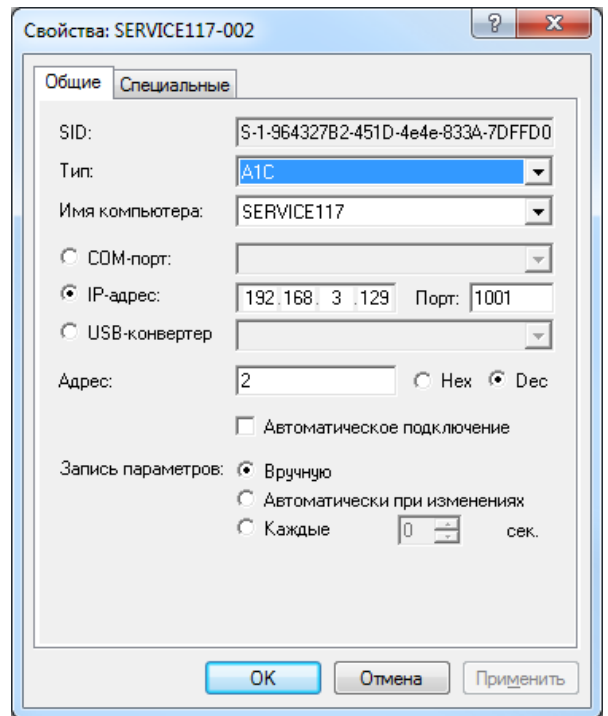 Свойства: SERVICE117-002
Общие Специальные
SID: S-1-964327B2-451D-4e4e-833A-7DFFD0
Тип: A1C
Имя компьютера: SERVICE117
COM-порт:
IP-адрес: 192.168. 3 .129 Порт: 1001
USB-конвертер
Адрес: 2 Hex Dec
Автоматическое подключение
Запись параметров: Вручную
Автоматически при изменениях
Каждые 0 сек.
OK Отмена Применить